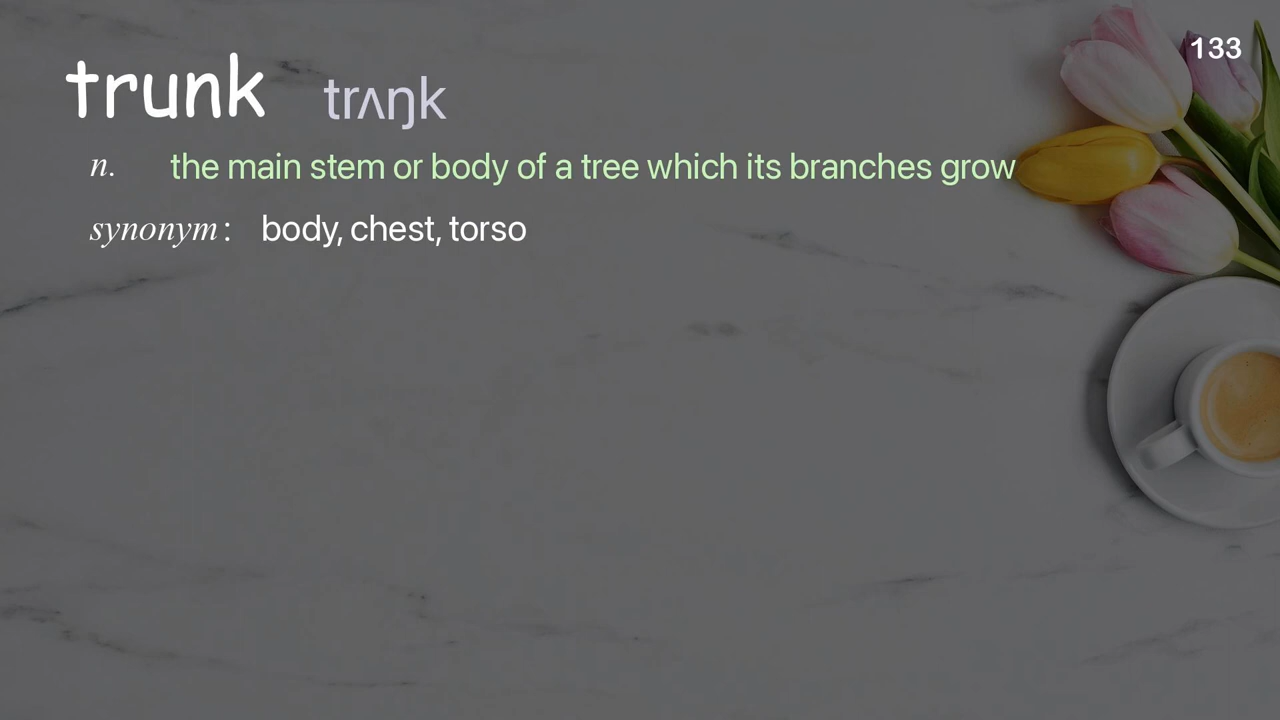 133
trunk trʌŋk
n. the main stem or body of a tree which its branches grow
synonym : body, chest, torso